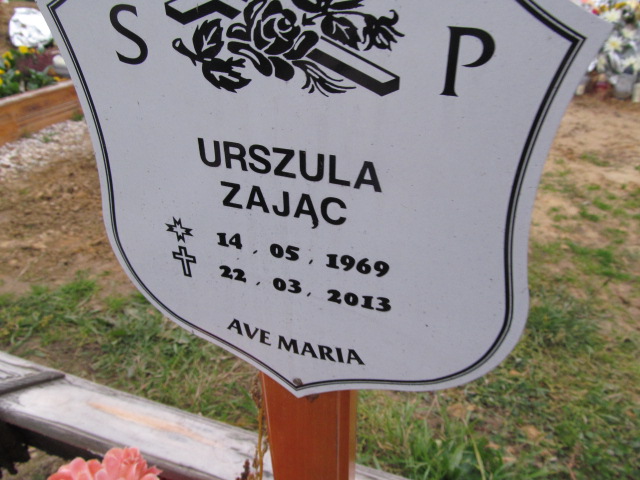 S P
URSZULA
ZAJĄC
14. 05. 1969
22. 03. 2013
AVE MARIA